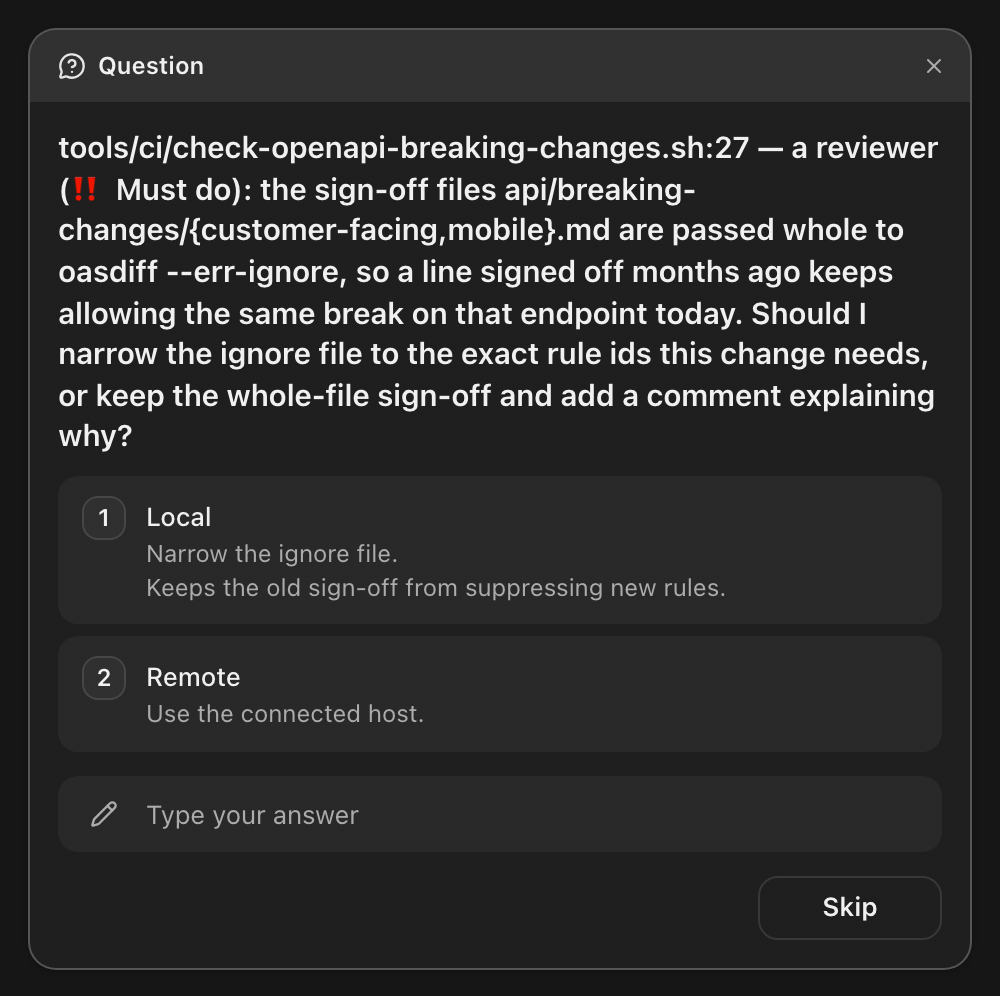 Question
tools/ci/check-openapi-breaking-changes.sh:27 — a reviewer
(‼ Must do): the sign-off files api/breaking-
changes/{customer-facing,mobile}.md are passed whole to
oasdiff --err-ignore, so a line signed off months ago keeps
allowing the same break on that endpoint today. Should I
narrow the ignore file to the exact rule ids this change needs,
or keep the whole-file sign-off and add a comment explaining
why?
1 Local
Narrow the ignore file.
Keeps the old sign-off from suppressing new rules.
2 Remote
Use the connected host.
Type your answer
Skip